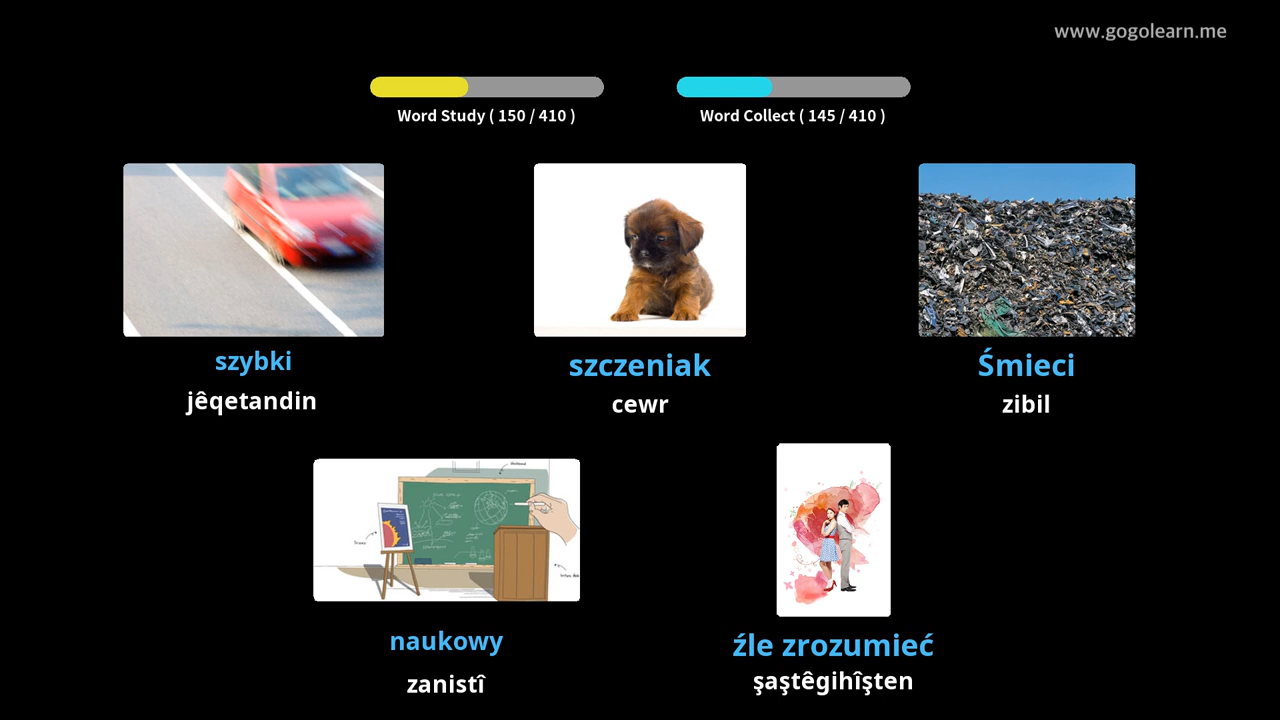 www.gogolearn.me
Word Study ( 150 / 410 )
Word Collect ( 145 / 410 )
szybki
jêqetandin
szczeniak
cewr
Śmieci
zibil
naukowy
zanistî
źle zrozumieć
şaştêgihîşten